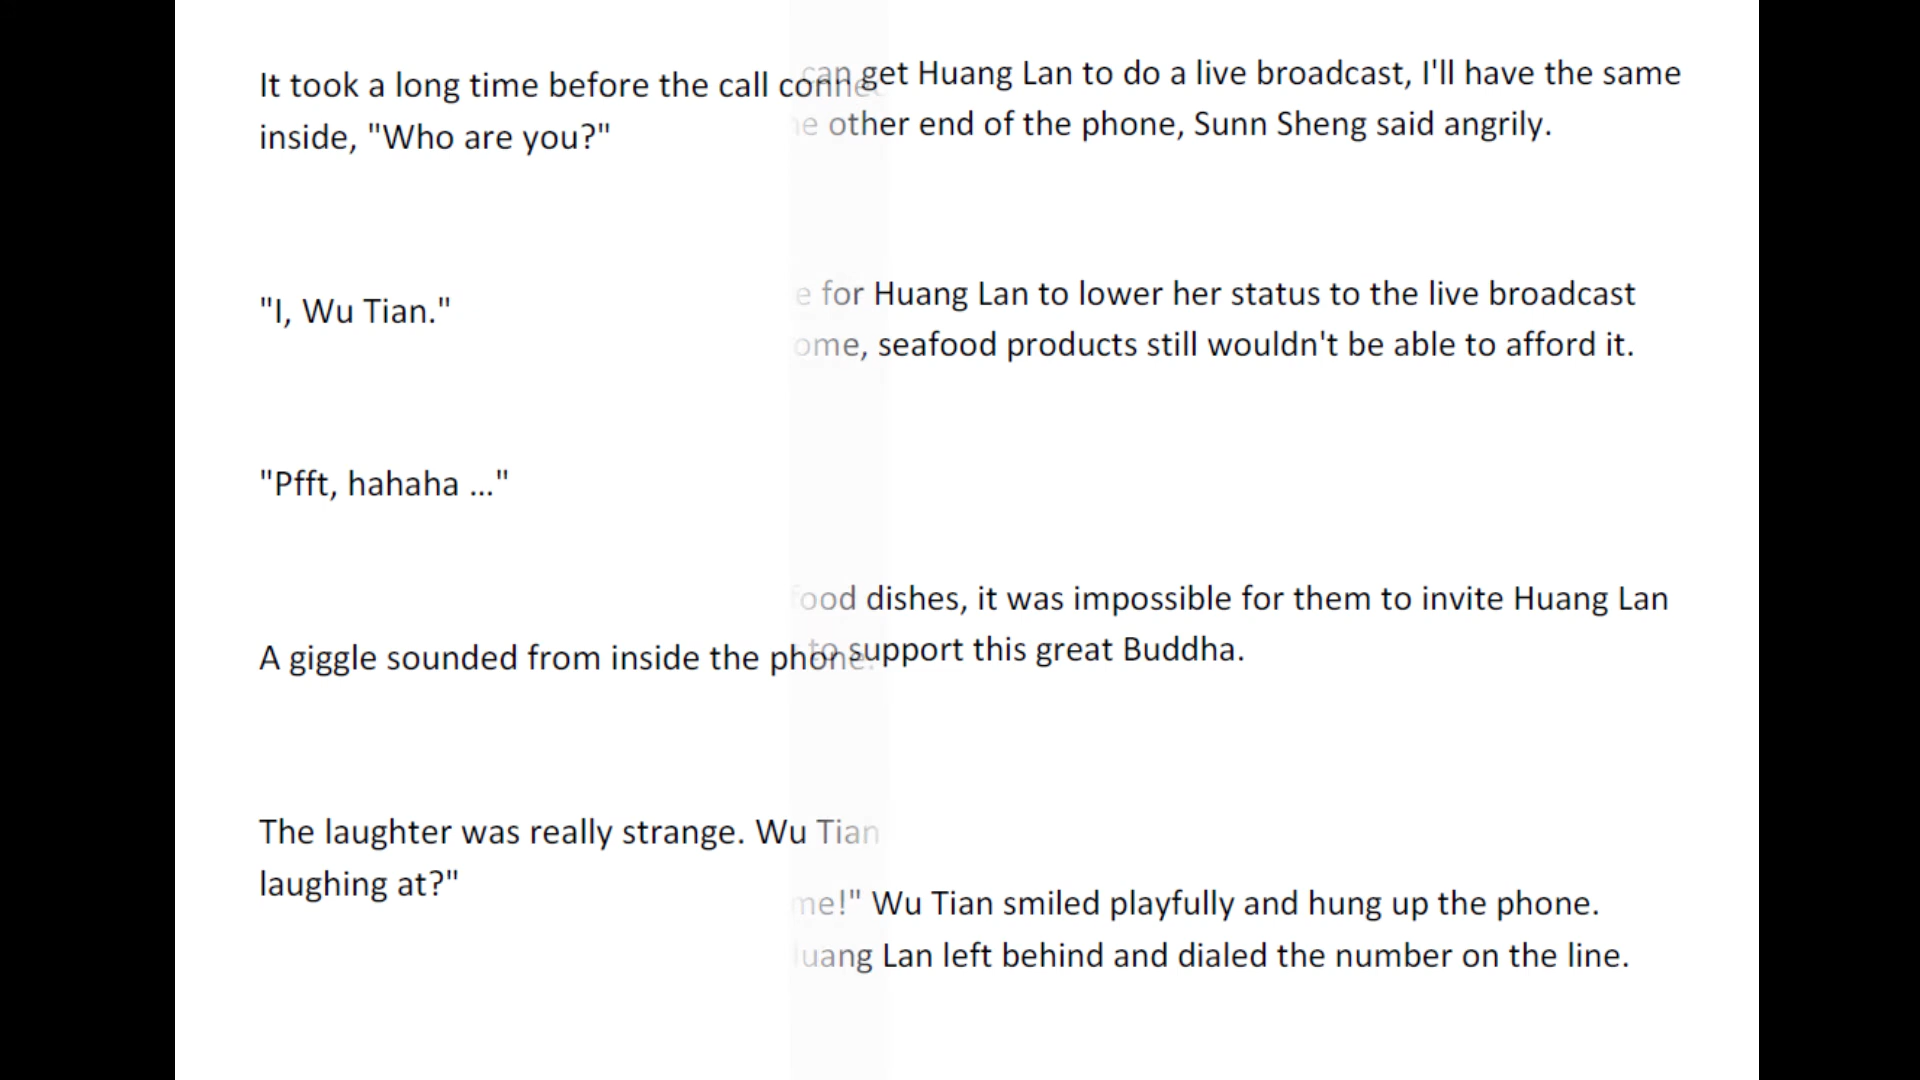 It took a long time before the call
inside, "Who are you?"
"I, Wu Tian."
"Pfft, hahaha ..."
A giggle sounded from inside the phone.
The laughter was really strange. Wu Tian
laughing at?"
can get Huang Lan to do a live broadcast, I'll have the same
other end of the phone, Sunn Sheng said angrily.
for Huang Lan to lower her status to the live broadcast
seafood products still wouldn't be able to afford it.
dishes, it was impossible for them to invite Huang Lan
to support this great Buddha.
me!" Wu Tian smiled playfully and hung up the phone.
Lan left behind and dialed the number on the line.